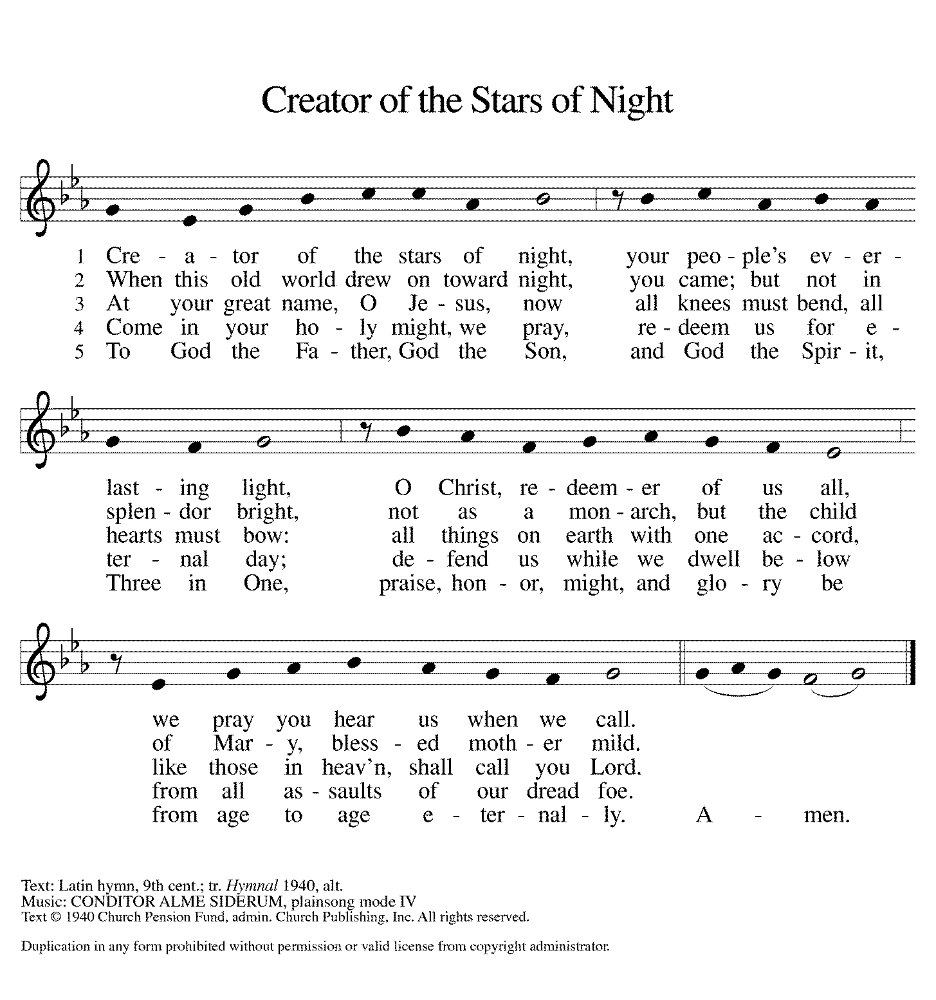 Creator of the Stars of Night
1 Cre - a - tor of the stars of night, your peo - ple's ev - er -
2 When this old world drew on toward night, you came; but not in
3 At your great name, O Je - sus, now all knees must bend, all
4 Come in your ho - ly might, we pray, re - deem us for e -
5 To God the Fa - ther, God the Son, and God the Spir - it,
last - ing light, O Christ, re - deem - er of us all,
splen - dor bright, not as a mon - arch, but the child
hearts must bow: all things on earth with one ac - cord,
ter - nal day; de - fend us while we dwell be - low
Three in One, praise, hon - or, might, and glo - ry be
we pray you hear us when we call.
of Mar - y, bless - ed moth - er mild.
like those in heav'n, shall call you Lord.
from all as - saults of our dread foe.
from age to age e - ter - nal - ly. A - men.
Text: Latin hymn, 9th cent.; tr. Hymnal 1940, alt.
Music: CONDITOR ALME SIDERUM, plainsong mode IV
Text © 1940 Church Pension Fund, admin. Church Publishing, Inc. All rights reserved.
Duplication in any form prohibited without permission or valid license from copyright administrator.